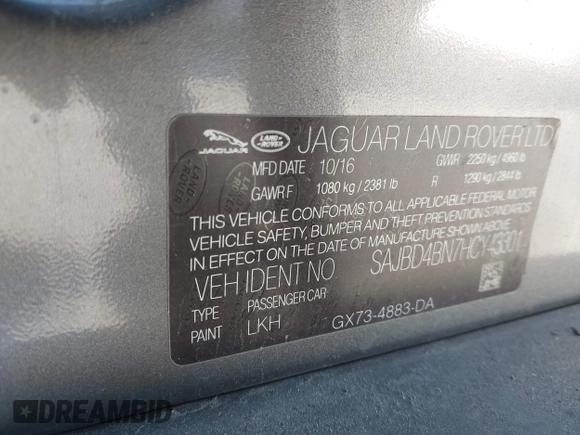 JAGUAR LAND-ROVER JAGUAR LAND ROVER LTD
MFD DATE 10/16 GVWR 2250 kg / 4960 lb
GAWR F 1080 kg / 2381 lb R 1290 kg / 2844 lb
THIS VEHICLE CONFORMS TO ALL APPLICABLE FEDERAL MOTOR
VEHICLE SAFETY, BUMPER AND THEFT PREVENTION STANDARDS
IN EFFECT ON THE DATE OF MANUFACTURE SHOWN ABOVE.
VEH IDENT NO SAJBD4BN7HCY43301
TYPE PASSENGER CAR
PAINT LKH GX73-4883-DA
DREAMBID